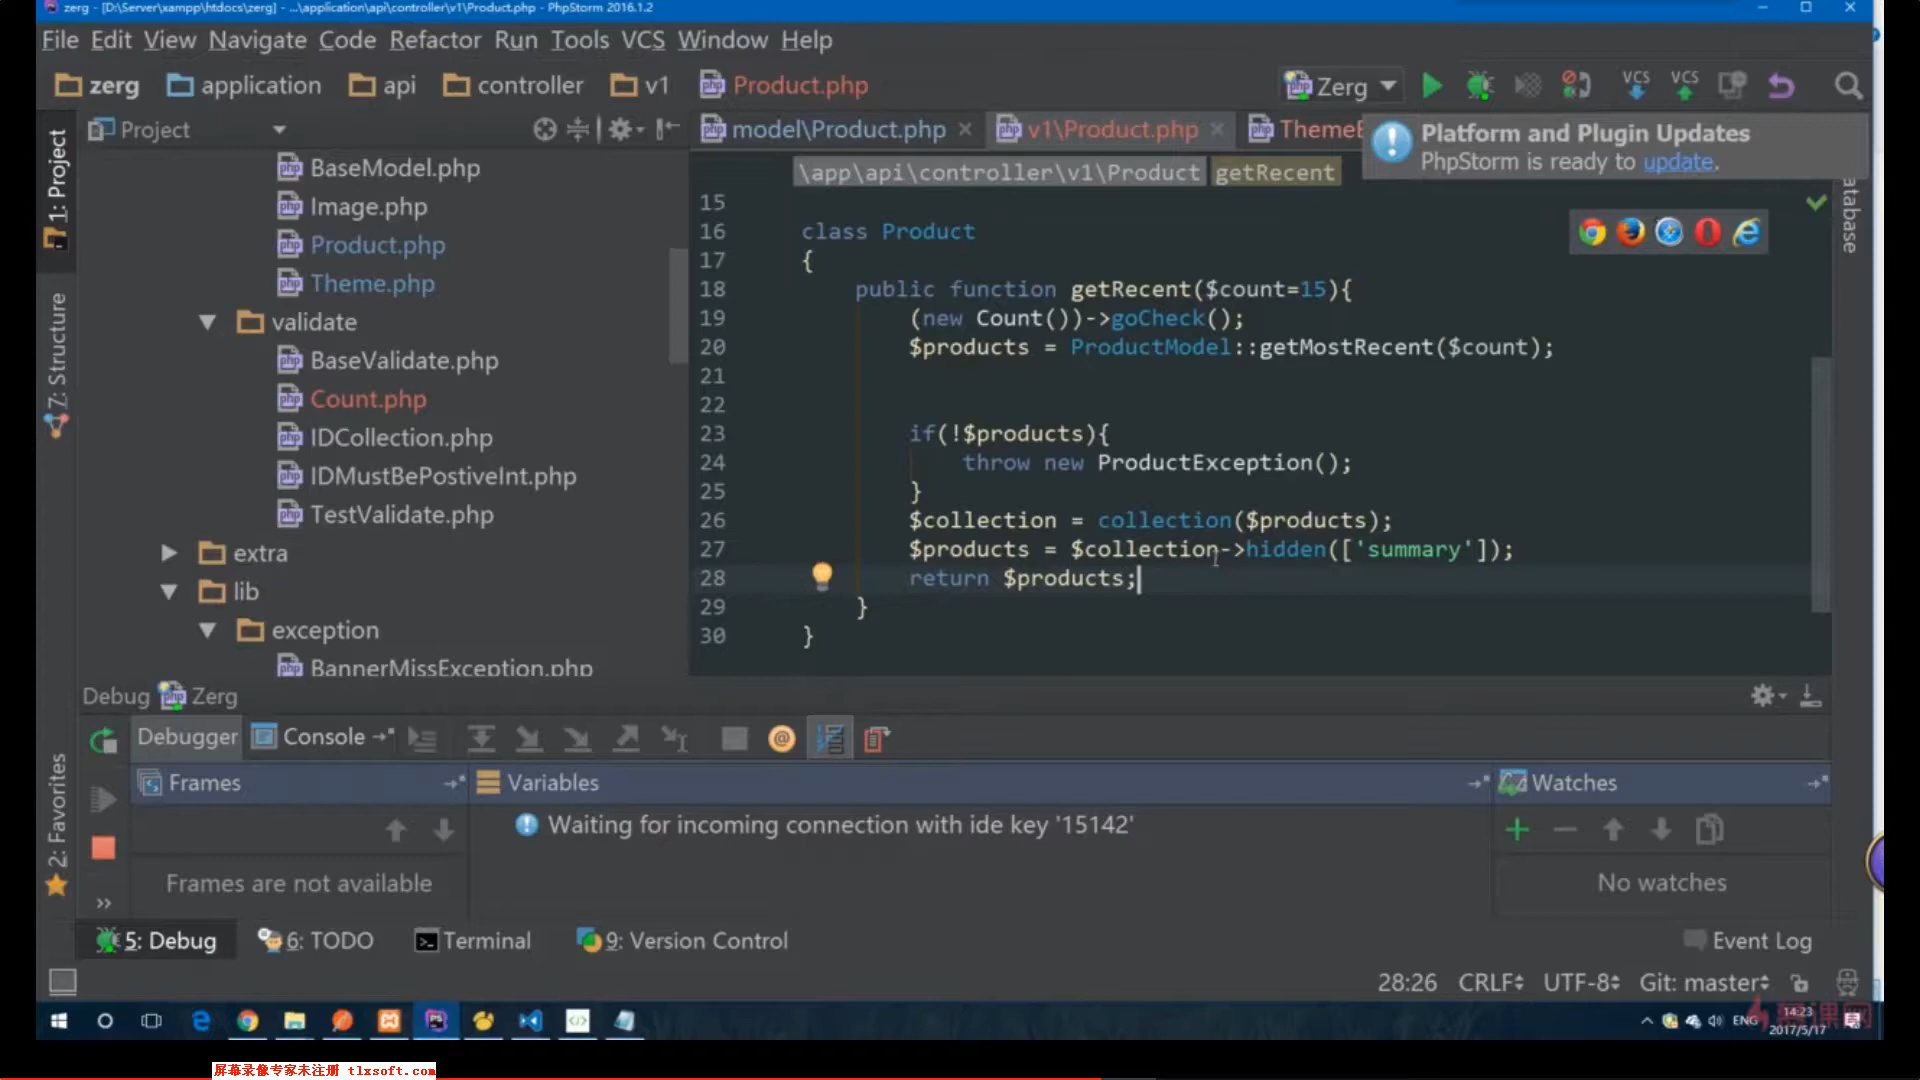 zerg - [D:\Server\xampp\htdocs\zerg] - ...\application\api\controller\v1\Product.php - PhpStorm 2016.1.2
File Edit View Navigate Code Refactor Run Tools VCS Window Help
zerg application api controller v1 Product.php Zerg VCS VCS
1: Project
7: Structure
2: Favorites
Project
BaseModel.php
Image.php
Product.php
Theme.php
validate
BaseValidate.php
Count.php
IDCollection.php
IDMustBePostiveInt.php
TestValidate.php
extra
lib
exception
BannerMissException.php
model\Product.php v1\Product.php ThemeE
Platform and Plugin Updates
PhpStorm is ready to update.
\app\api\controller\v1\Product getRecent
atabase
15
16 class Product
17 {
18 public function getRecent($count=15){
19 (new Count())->goCheck();
20 $products = ProductModel::getMostRecent($count);
21
22
23 if(!$products){
24 throw new ProductException();
25 }
26 $collection = collection($products);
27 $products = $collection->hidden(['summary']);
28 return $products;
29 }
30 }
Debug Zerg
Debugger Console
Frames Variables Watches
Waiting for incoming connection with ide key '15142'
Frames are not available
No watches
5: Debug 6: TODO Terminal 9: Version Control Event Log
28:26 CRLF UTF-8 Git: master
ENG 14:23
2017/5/17
慕课网
屏幕录像专家未注册 tlxsoft.com